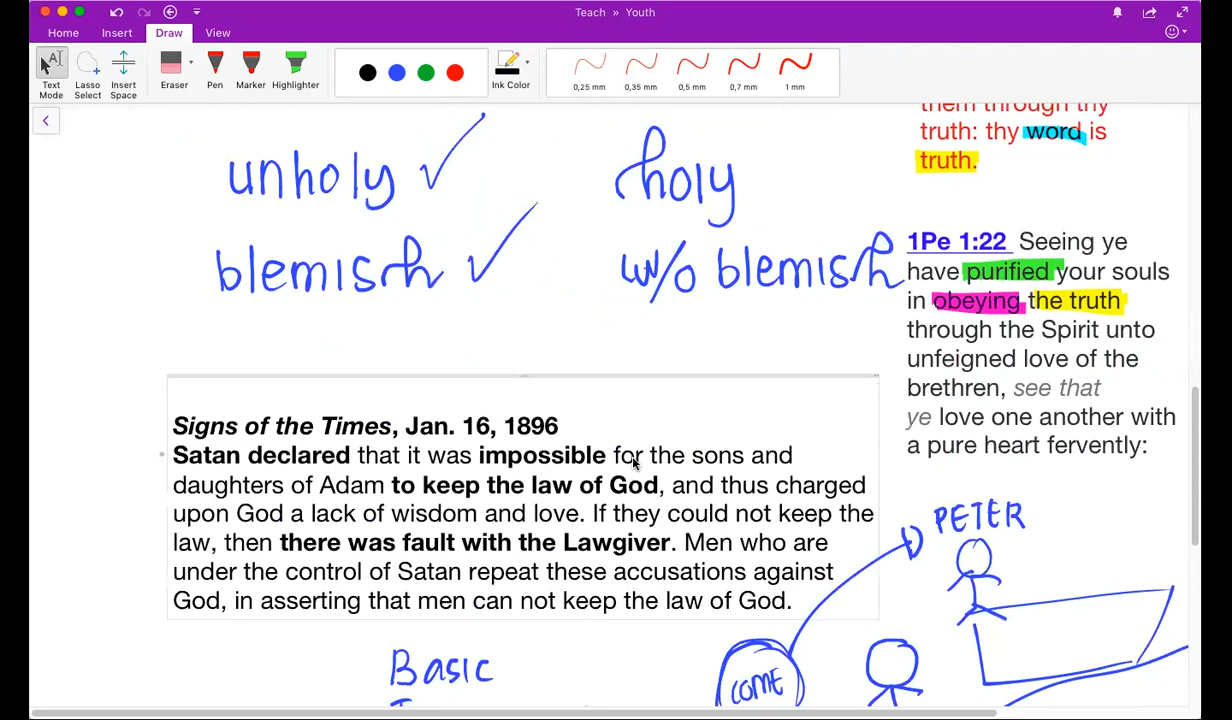 Teach » Youth
Home Insert Draw View
Text Mode
Lasso Select
Insert Space
Eraser
Pen
Marker
Highlighter
Ink Color
0,25 mm
0,35 mm
0,5 mm
0,7 mm
1 mm
unholy ✓ holy
blemish ✓ w/o blemish
Signs of the Times, Jan. 16, 1896
Satan declared that it was impossible for the sons and
daughters of Adam to keep the law of God, and thus charged
upon God a lack of wisdom and love. If they could not keep the
law, then there was fault with the Lawgiver. Men who are
under the control of Satan repeat these accusations against
God, in asserting that men can not keep the law of God.
Basic
them through thy
truth: thy word is
truth.
1Pe 1:22 Seeing ye
have purified your souls
in obeying the truth
through the Spirit unto
unfeigned love of the
brethren, see that
ye love one another with
a pure heart fervently:
PETER
COME